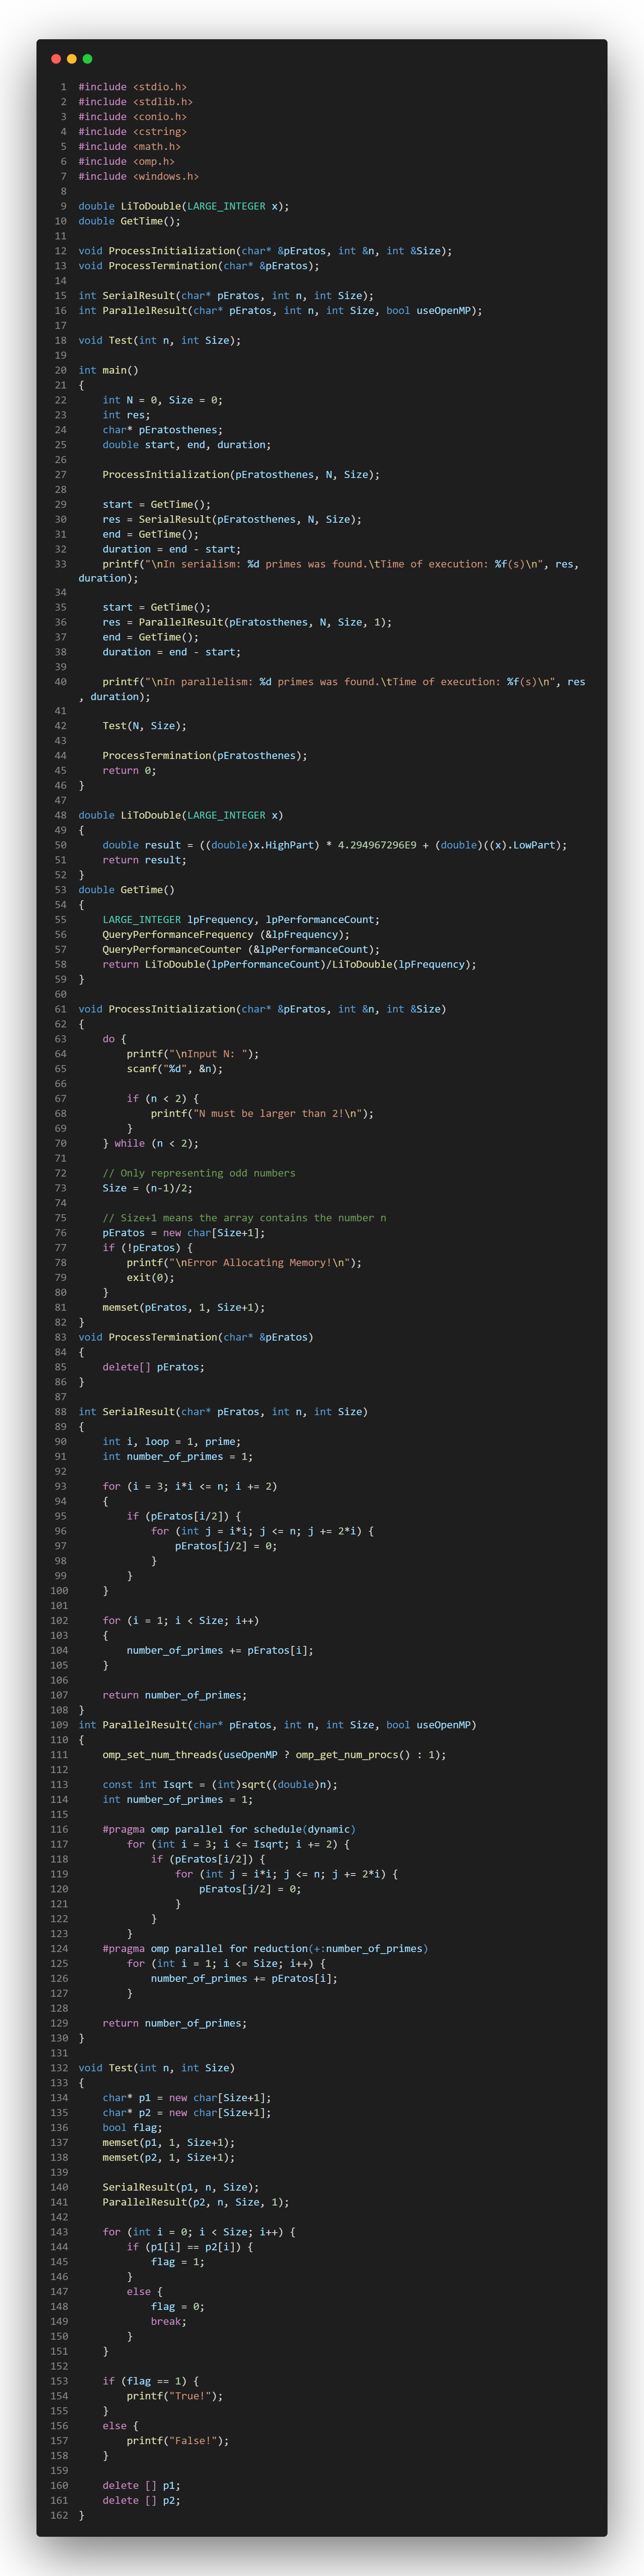 1 #include <stdio.h>
2 #include <stdlib.h>
3 #include <conio.h>
4 #include <cstring>
5 #include <math.h>
6 #include <omp.h>
7 #include <windows.h>
8
9 double LiToDouble(LARGE_INTEGER x);
10 double GetTime();
11
12 void ProcessInitialization(char* &pEratos, int &n, int &Size);
13 void ProcessTermination(char* &pEratos);
14
15 int SerialResult(char* pEratos, int n, int Size);
16 int ParallelResult(char* pEratos, int n, int Size, bool useOpenMP);
17
18 void Test(int n, int Size);
19
20 int main()
21 {
22     int N = 0, Size = 0;
23     int res;
24     char* pEratosthenes;
25     double start, end, duration;
26
27     ProcessInitialization(pEratosthenes, N, Size);
28
29     start = GetTime();
30     res = SerialResult(pEratosthenes, N, Size);
31     end = GetTime();
32     duration = end - start;
33     printf("\nIn serialism: %d primes was found.\tTime of execution: %f(s)\n", res,
duration);
34
35     start = GetTime();
36     res = ParallelResult(pEratosthenes, N, Size, 1);
37     end = GetTime();
38     duration = end - start;
39
40     printf("\nIn parallelism: %d primes was found.\tTime of execution: %f(s)\n", res
, duration);
41
42     Test(N, Size);
43
44     ProcessTermination(pEratosthenes);
45     return 0;
46 }
47
48 double LiToDouble(LARGE_INTEGER x)
49 {
50     double result = ((double)x.HighPart) * 4.294967296E9 + (double)((x).LowPart);
51     return result;
52 }
53 double GetTime()
54 {
55     LARGE_INTEGER lpFrequency, lpPerformanceCount;
56     QueryPerformanceFrequency (&lpFrequency);
57     QueryPerformanceCounter (&lpPerformanceCount);
58     return LiToDouble(lpPerformanceCount)/LiToDouble(lpFrequency);
59 }
60
61 void ProcessInitialization(char* &pEratos, int &n, int &Size)
62 {
63     do {
64         printf("\nInput N: ");
65         scanf("%d", &n);
66
67         if (n < 2) {
68             printf("N must be larger than 2!\n");
69         }
70     } while (n < 2);
71
72     // Only representing odd numbers
73     Size = (n-1)/2;
74
75     // Size+1 means the array contains the number n
76     pEratos = new char[Size+1];
77     if (!pEratos) {
78         printf("\nError Allocating Memory!\n");
79         exit(0);
80     }
81     memset(pEratos, 1, Size+1);
82 }
83 void ProcessTermination(char* &pEratos)
84 {
85     delete[] pEratos;
86 }
87
88 int SerialResult(char* pEratos, int n, int Size)
89 {
90     int i, loop = 1, prime;
91     int number_of_primes = 1;
92
93     for (i = 3; i*i <= n; i += 2)
94     {
95         if (pEratos[i/2]) {
96             for (int j = i*i; j <= n; j += 2*i) {
97                 pEratos[j/2] = 0;
98             }
99         }
100     }
101
102     for (i = 1; i < Size; i++)
103     {
104         number_of_primes += pEratos[i];
105     }
106
107     return number_of_primes;
108 }
109 int ParallelResult(char* pEratos, int n, int Size, bool useOpenMP)
110 {
111     omp_set_num_threads(useOpenMP ? omp_get_num_procs() : 1);
112
113     const int Isqrt = (int)sqrt((double)n);
114     int number_of_primes = 1;
115
116     #pragma omp parallel for schedule(dynamic)
117         for (int i = 3; i <= Isqrt; i += 2) {
118             if (pEratos[i/2]) {
119                 for (int j = i*i; j <= n; j += 2*i) {
120                     pEratos[j/2] = 0;
121                 }
122             }
123         }
124     #pragma omp parallel for reduction(+:number_of_primes)
125         for (int i = 1; i <= Size; i++) {
126             number_of_primes += pEratos[i];
127         }
128
129     return number_of_primes;
130 }
131
132 void Test(int n, int Size)
133 {
134     char* p1 = new char[Size+1];
135     char* p2 = new char[Size+1];
136     bool flag;
137     memset(p1, 1, Size+1);
138     memset(p2, 1, Size+1);
139
140     SerialResult(p1, n, Size);
141     ParallelResult(p2, n, Size, 1);
142
143     for (int i = 0; i < Size; i++) {
144         if (p1[i] == p2[i]) {
145             flag = 1;
146         }
147         else {
148             flag = 0;
149             break;
150         }
151     }
152
153     if (flag == 1) {
154         printf("True!");
155     }
156     else {
157         printf("False!");
158     }
159
160     delete [] p1;
161     delete [] p2;
162 }